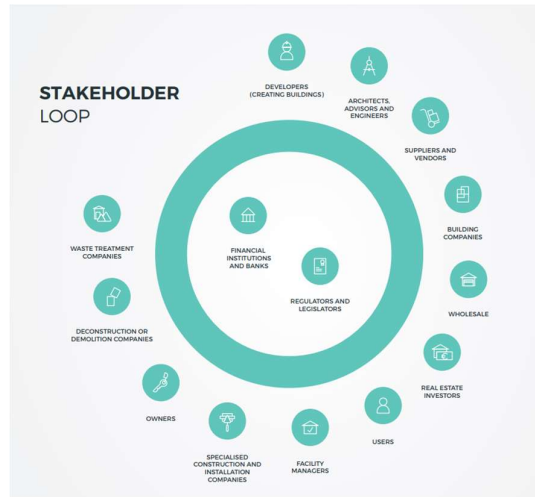 STAKEHOLDER
LOOP
DEVELOPERS
(CREATING BUILDINGS)
ARCHITECTS,
ADVISORS AND
ENGINEERS
SUPPLIERS AND
VENDORS
BUILDING
COMPANIES
WHOLESALE
REAL ESTATE
INVESTORS
USERS
FACILITY
MANAGERS
SPECIALISED
CONSTRUCTION AND
INSTALLATION
COMPANIES
OWNERS
DECONSTRUCTION OR
DEMOLITION COMPANIES
WASTE TREATMENT
COMPANIES
FINANCIAL
INSTITUTIONS
AND BANKS
REGULATORS AND
LEGISLATORS